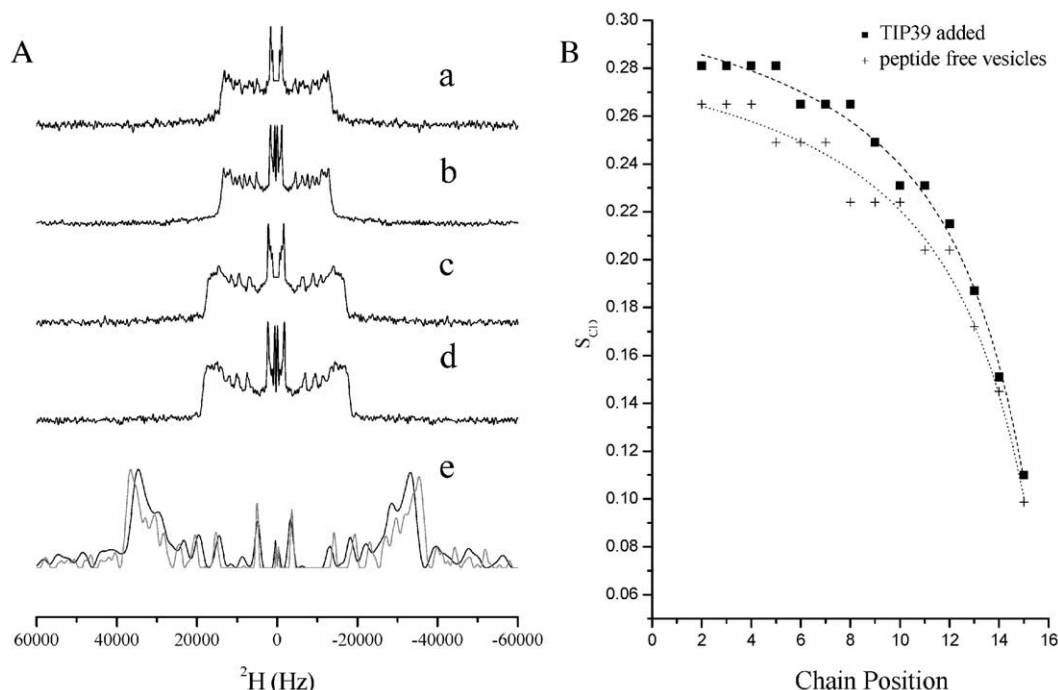 A
a
b
c
d
e
60000 40000 20000 0 -20000 -40000 -60000
²H (Hz)
B
TIP39 added
+ peptide free vesicles
0.30
0.28
0.26
0.24
0.22
0.20
0.18
0.16
0.14
0.12
0.10
0.08
0.06
S_CD
0 2 4 6 8 10 12 14 16
Chain Position